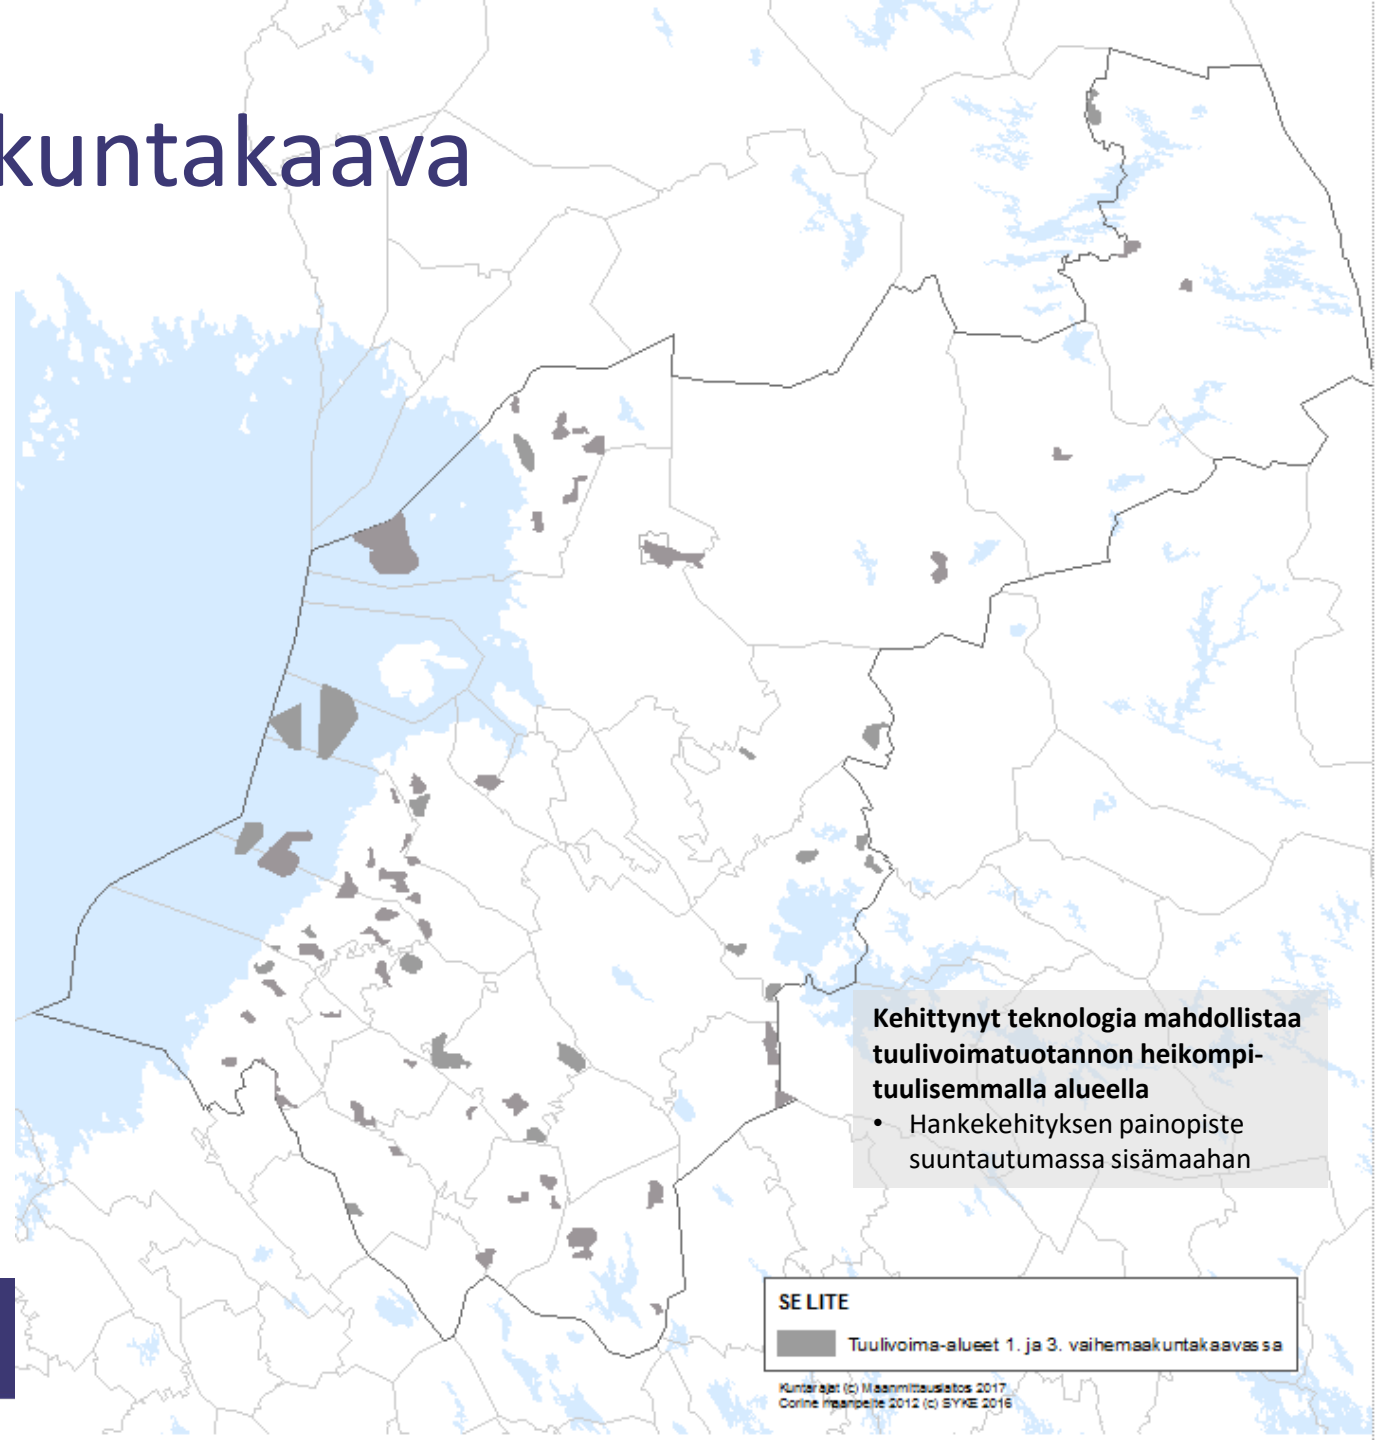 kuntakaava
Kehittynyt teknologia mahdollistaa
tuulivoimatuotannon heikompi-
tuulisemmalla alueella
• Hankekehityksen painopiste
suuntautumassa sisämaahan
SELITE
Tuulivoima-alueet 1. ja 3. vaihemaakuntakaavassa
Kuntarajat (c) Maanmittauslaitos 2017
Corine maanpeite 2012 (c) SYKE 2016